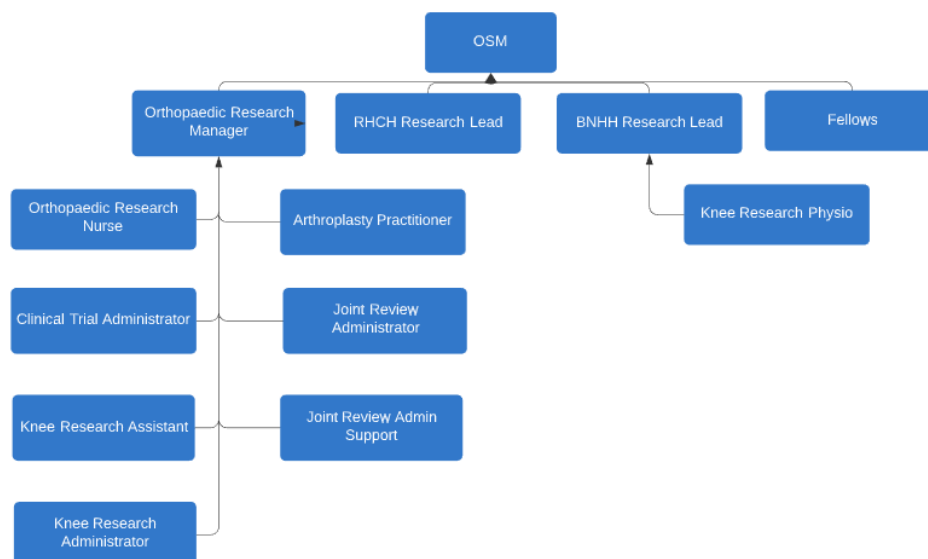 OSM
Orthopaedic Research
Manager
RHCH Research Lead
BNHH Research Lead
Fellows
Orthopaedic Research
Nurse
Arthroplasty Practitioner
Knee Research Physio
Clinical Trial Administrator
Joint Review
Administrator
Knee Research Assistant
Joint Review Admin
Support
Knee Research
Administrator